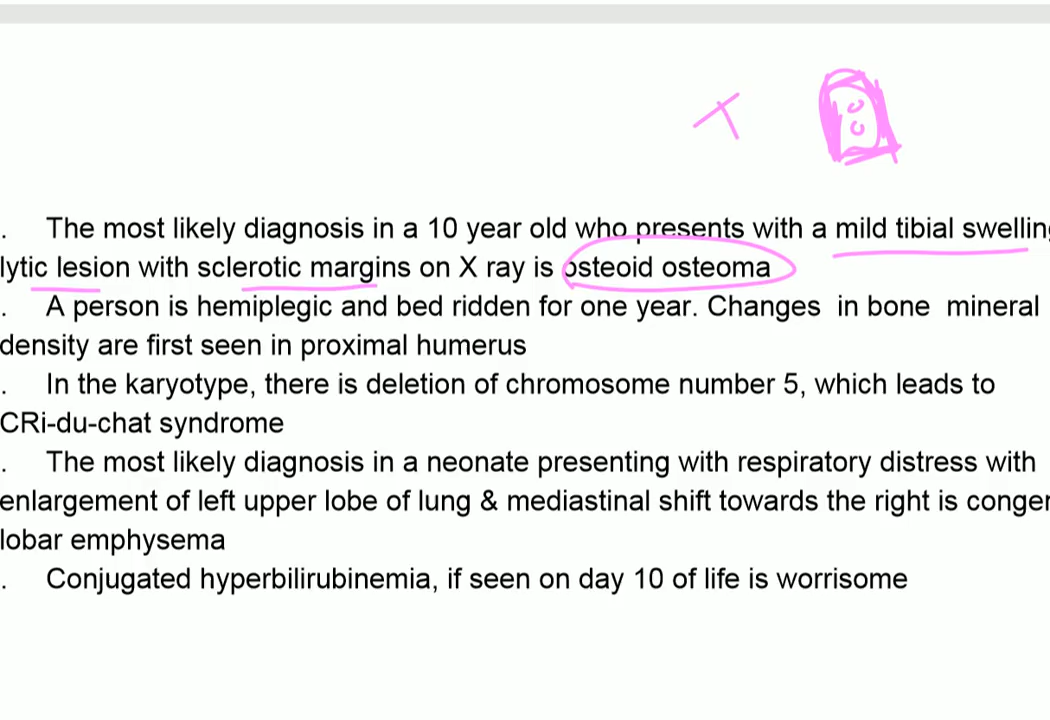 . The most likely diagnosis in a 10 year old who presents with a mild tibial
lytic lesion with sclerotic margins on X ray is osteoid osteoma
. A person is hemiplegic and bed ridden for one year. Changes in bone mineral
density are first seen in proximal humerus
. In the karyotype, there is deletion of chromosome number 5, which leads to
CRi-du-chat syndrome
. The most likely diagnosis in a neonate presenting with respiratory distress with
enlargement of left upper lobe of lung & mediastinal shift towards the right is
lobar emphysema
. Conjugated hyperbilirubinemia, if seen on day 10 of life is worrisome